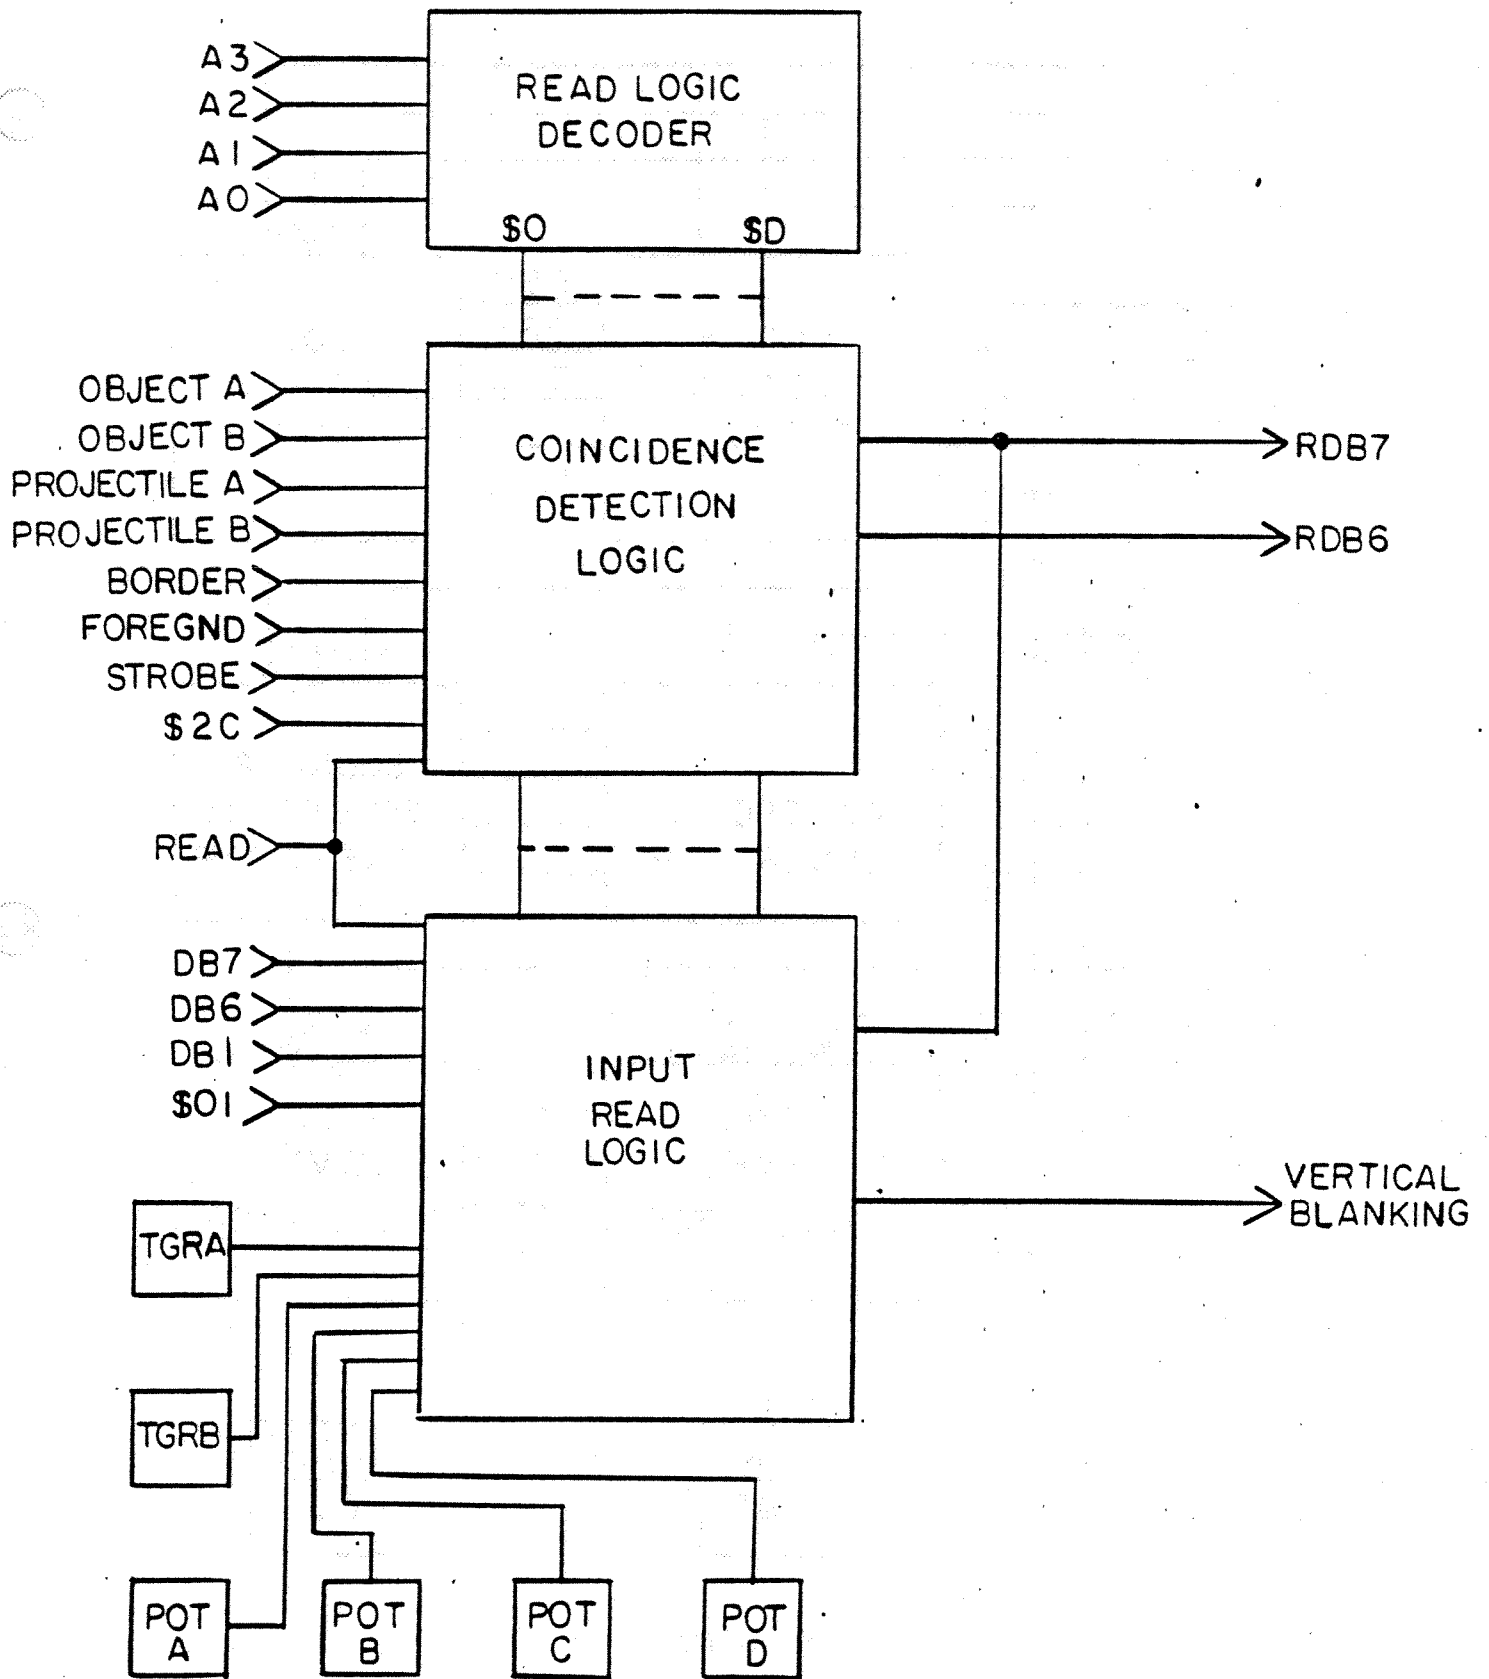 A3
A2
A1
A0
READ LOGIC
DECODER
$0
$D
OBJECT A
OBJECT B
PROJECTILE A
PROJECTILE B
BORDER
FOREGND
STROBE
$2C
COINCIDENCE
DETECTION
LOGIC
RDB7
RDB6
READ
DB7
DB6
DB1
$01
INPUT
READ
LOGIC
VERTICAL
BLANKING
TGRA
TGRB
POT
A
POT
B
POT
C
POT
D